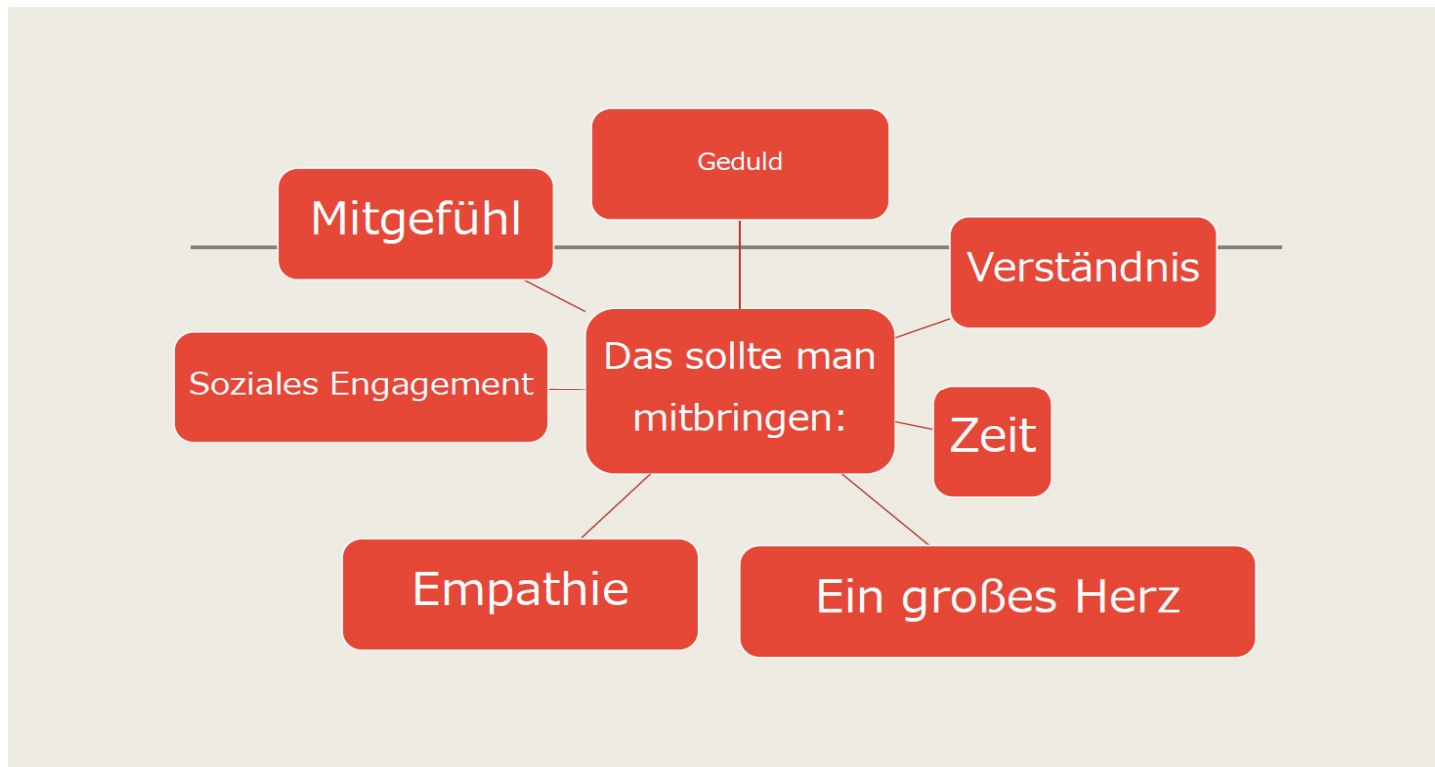 Geduld
Mitgefühl
Verständnis
Das sollte man
mitbringen:
Soziales Engagement
Zeit
Empathie
Ein großes Herz